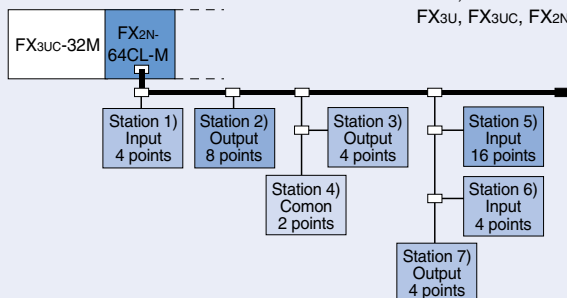 FX3U, FX3UC, FX2N
FX3UC-32M
FX2N-
64CL-M
Station 1)
Input
4 points
Station 2)
Output
8 points
Station 3)
Output
4 points
Station 4)
Comon
2 points
Station 5)
Input
16 points
Station 6)
Input
4 points
Station 7)
Output
4 points